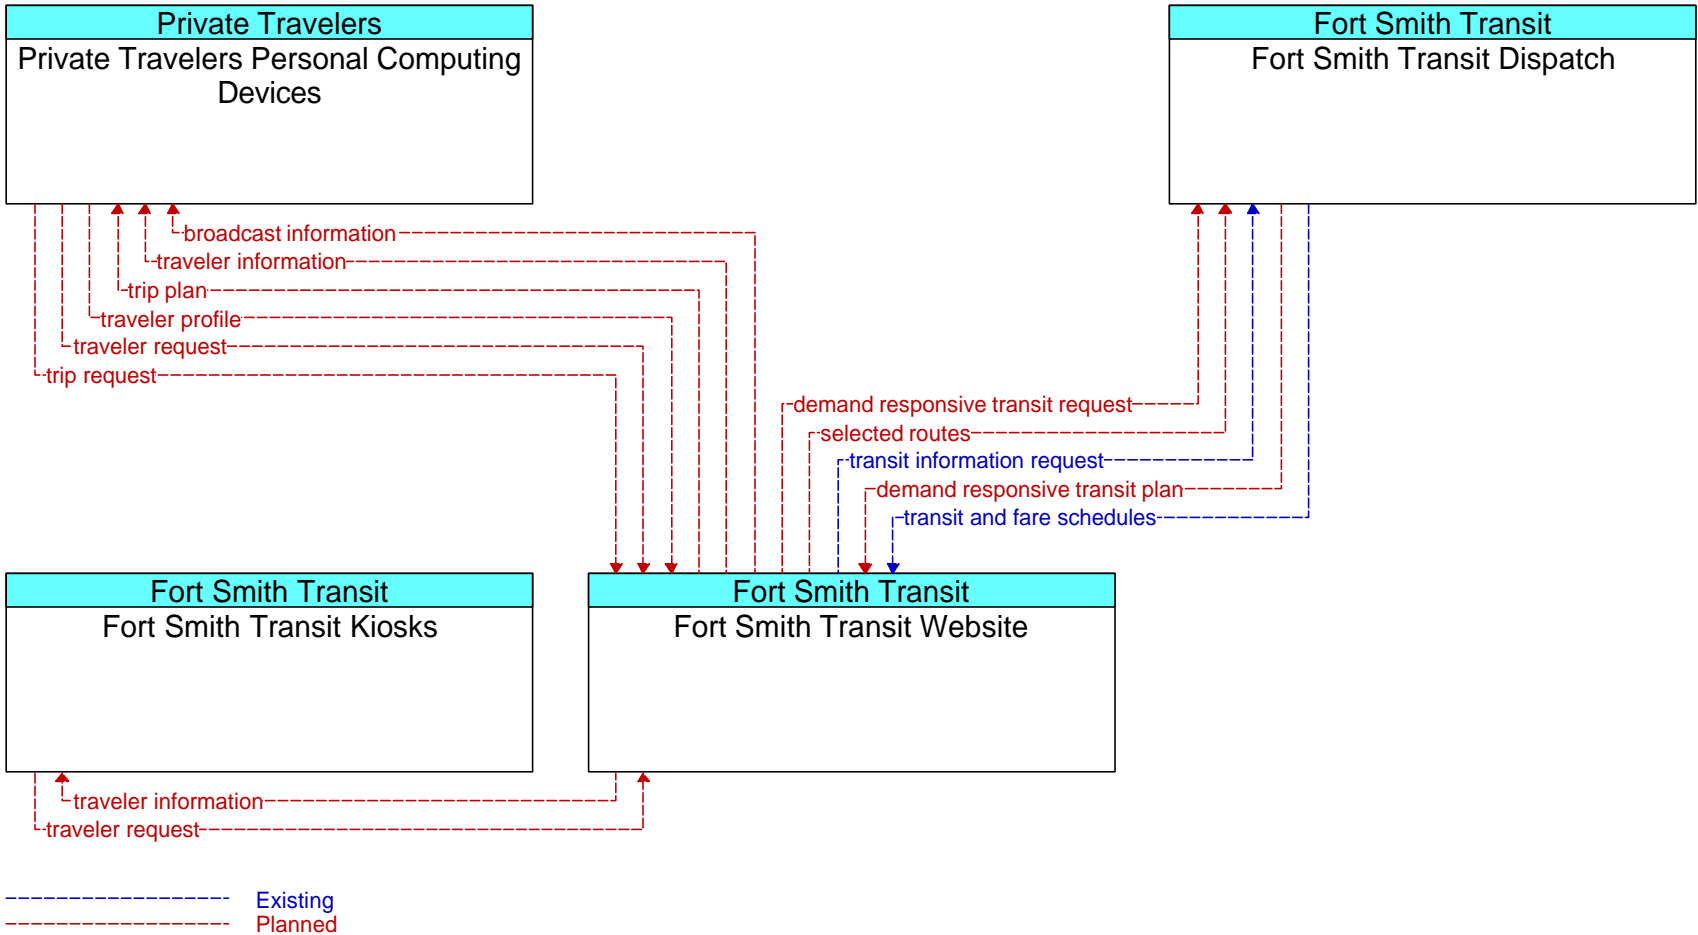 Private Travelers
Private Travelers Personal Computing
Devices
Fort Smith Transit
Fort Smith Transit Dispatch
broadcast information
traveler information
trip plan
traveler profile
traveler request
trip request
demand responsive transit request
selected routes
transit information request
demand responsive transit plan
transit and fare schedules
Fort Smith Transit
Fort Smith Transit Kiosks
Fort Smith Transit
Fort Smith Transit Website
traveler information
traveler request
Existing
Planned